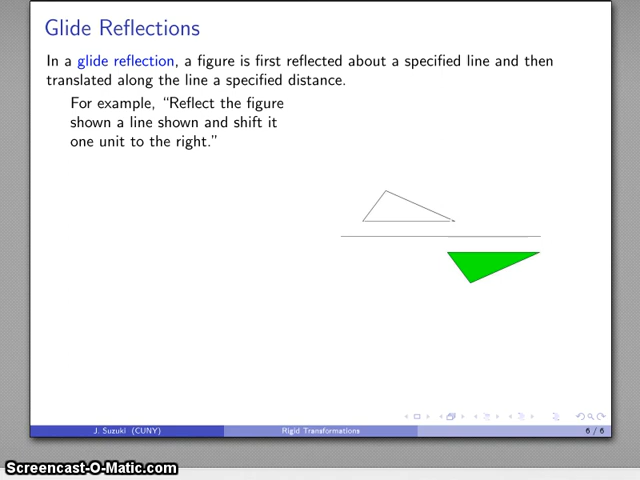 Glide Reflections
In a glide reflection, a figure is first reflected about a specified line and then
translated along the line a specified distance.
For example, “Reflect the figure
shown a line shown and shift it
one unit to the right.”
J. Suzuki (CUNY)
Rigid Transformations
6 / 6
Screencast-O-Matic.com